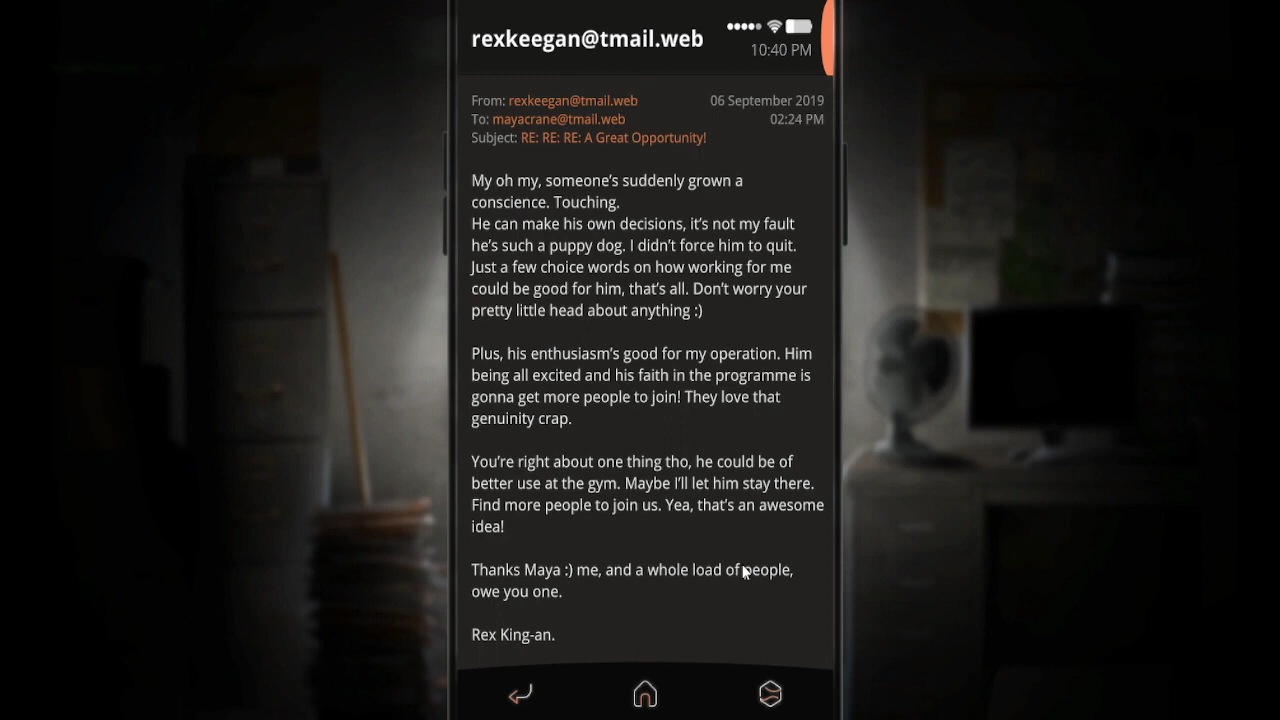 rexkeegan@tmail.web
10:40 PM
From: rexkeegan@tmail.web
06 September 2019
To: mayacrane@tmail.web
02:24 PM
Subject: RE: RE: RE: A Great Opportunity!
My oh my, someone's suddenly grown a
conscience. Touching.
He can make his own decisions, it's not my fault
he's such a puppy dog. I didn't force him to quit.
Just a few choice words on how working for me
could be good for him, that's all. Don't worry your
pretty little head about anything :)
Plus, his enthusiasm's good for my operation. Him
being all excited and his faith in the programme is
gonna get more people to join! They love that
genuinity crap.
You're right about one thing tho, he could be of
better use at the gym. Maybe I'll let him stay there.
Find more people to join us. Yea, that's an awesome
idea!
Thanks Maya :) me, and a whole load of people,
owe you one.
Rex King-an.